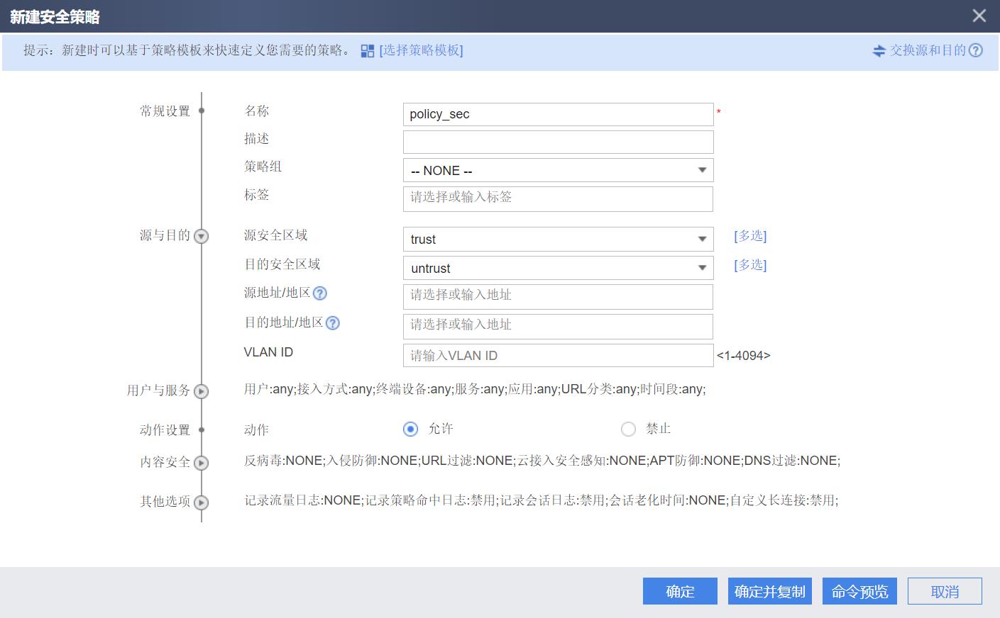 新建安全策略
提示：新建时可以基于策略模板来快速定义您需要的策略。 [选择策略模板] 交换源和目的
常规设置 名称 policy_sec *
描述
策略组 -- NONE --
标签 请选择或输入标签
源与目的 源安全区域 trust [多选]
目的安全区域 untrust [多选]
源地址/地区 请选择或输入地址
目的地址/地区 请选择或输入地址
VLAN ID 请输入VLAN ID <1-4094>
用户与服务 用户:any;接入方式:any;终端设备:any;服务:any;应用:any;URL分类:any;时间段:any;
动作设置 动作 允许 禁止
内容安全 反病毒:NONE;入侵防御:NONE;URL过滤:NONE;云接入安全感知:NONE;APT防御:NONE;DNS过滤:NONE;
其他选项 记录流量日志:NONE;记录策略命中日志:禁用;记录会话日志:禁用;会话老化时间:NONE;自定义长连接:禁用;
确定 确定并复制 命令预览 取消